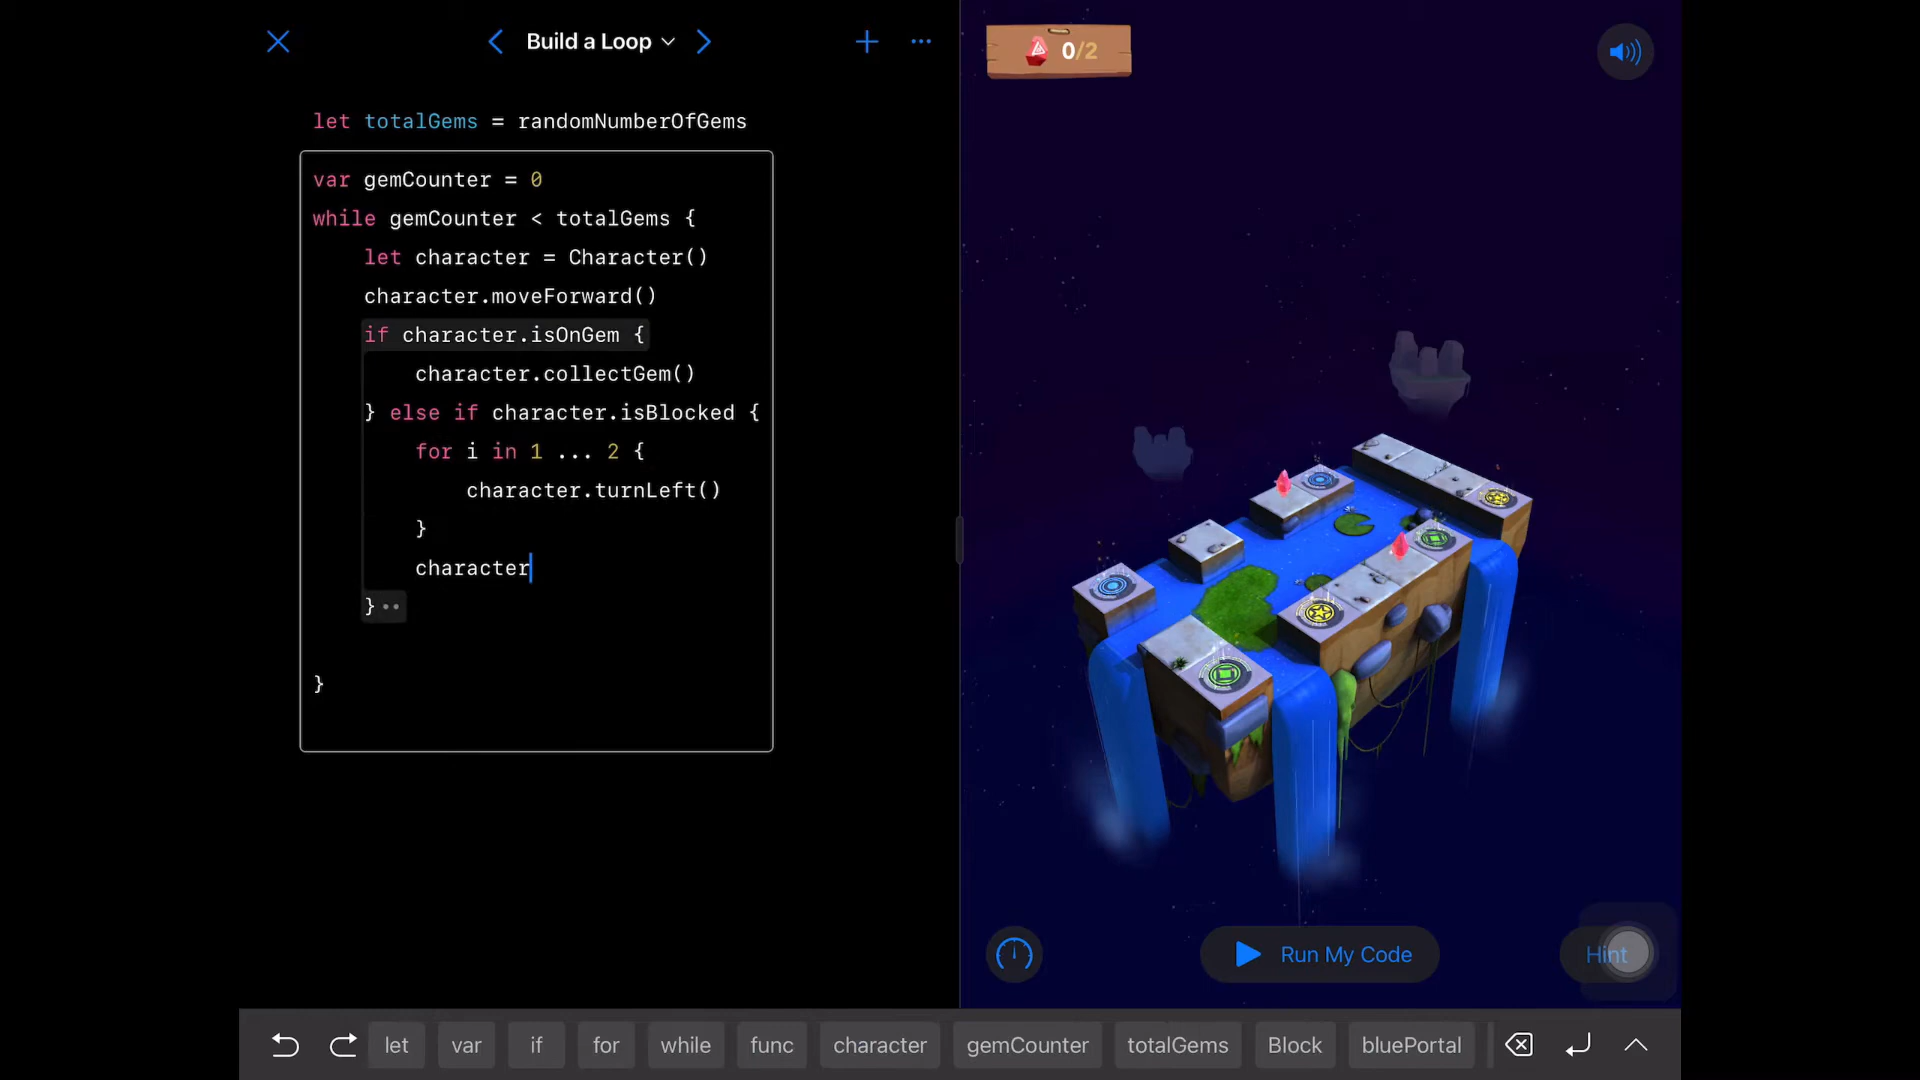 Build a Loop
0/2
let totalGems = randomNumberOfGems
var gemCounter = 0
while gemCounter < totalGems {
let character = Character()
character.moveForward()
if character.isOnGem {
character.collectGem()
} else if character.isBlocked {
for i in 1 ... 2 {
character.turnLeft()
}
character
}
}
Run My Code
Hint
let var if for while func character gemCounter totalGems Block bluePortal